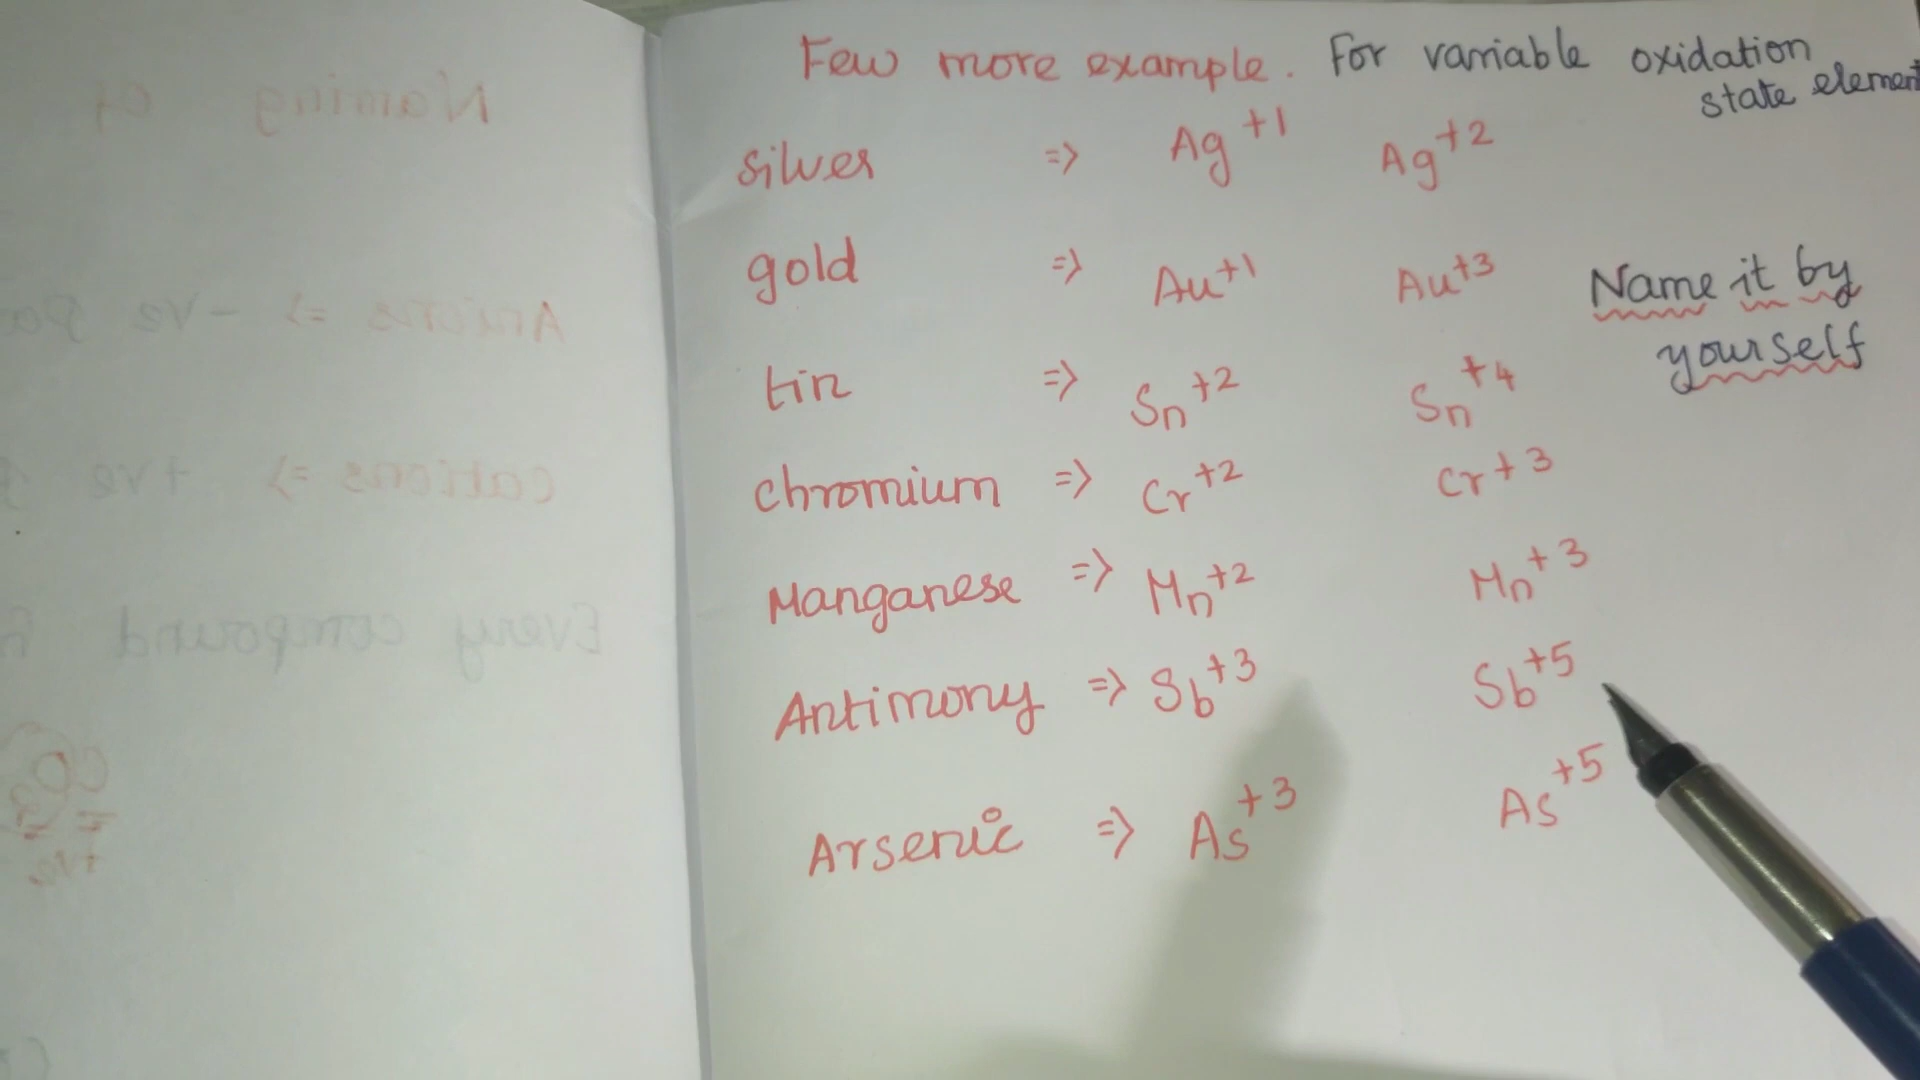 Few more example. For variable oxidation
state element
silver => Ag+1 Ag+2
gold => Au+1 Au+3
Name it by
yourself
tin => Sn+2 Sn+4
chromium => Cr+2 Cr+3
Manganese => Mn+2 Mn+3
Antimony => Sb+3 Sb+5
Arsenic => As+3 As+5